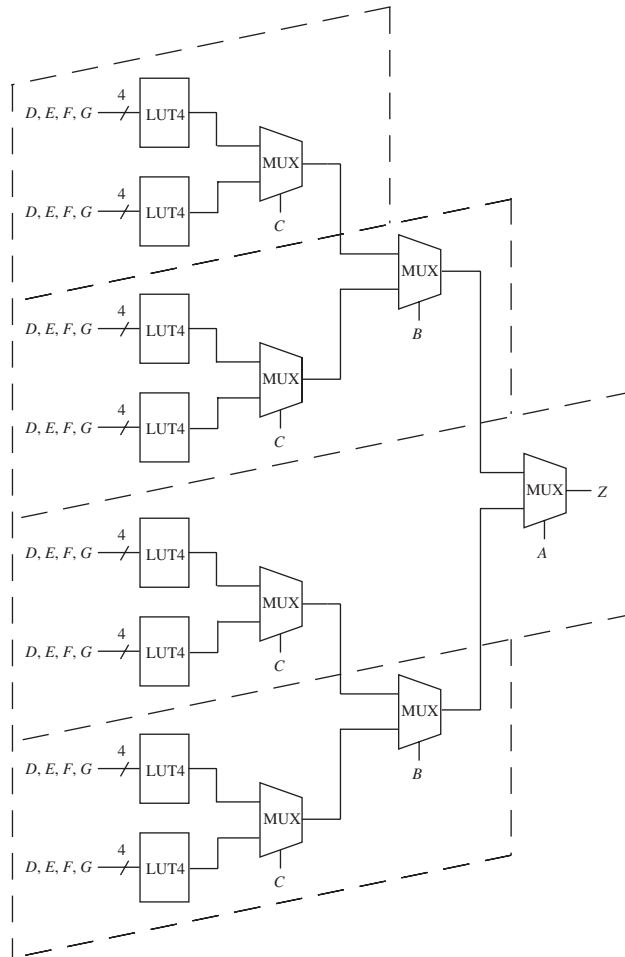 4
D, E, F, G LUT4
MUX
4
D, E, F, G LUT4
C
MUX
B
4
D, E, F, G LUT4
MUX
4
D, E, F, G LUT4
C
MUX Z
A
4
D, E, F, G LUT4
MUX
4
D, E, F, G LUT4
C
MUX
B
4
D, E, F, G LUT4
MUX
4
D, E, F, G LUT4
C